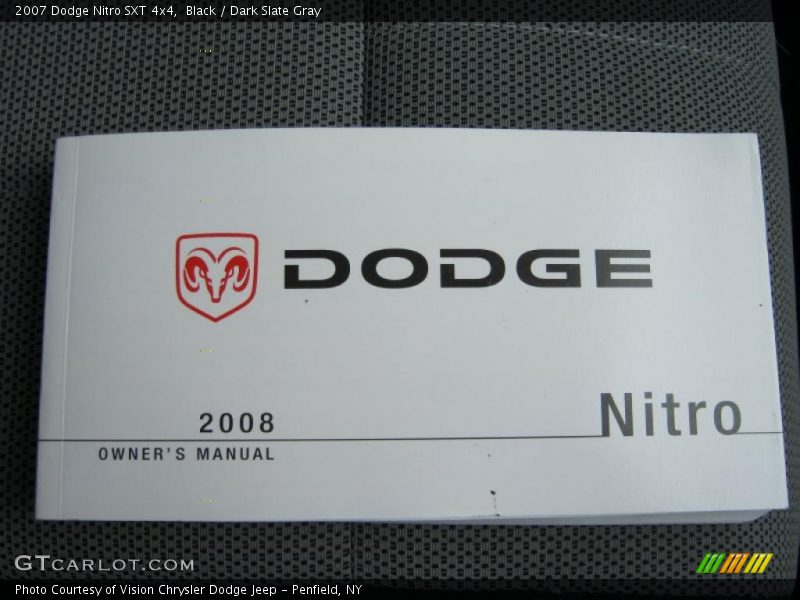 2007 Dodge Nitro SXT 4x4, Black / Dark Slate Gray
DODGE
2008
Nitro
OWNER'S MANUAL
GTCARLOT.COM
Photo Courtesy of Vision Chrysler Dodge Jeep - Penfield, NY